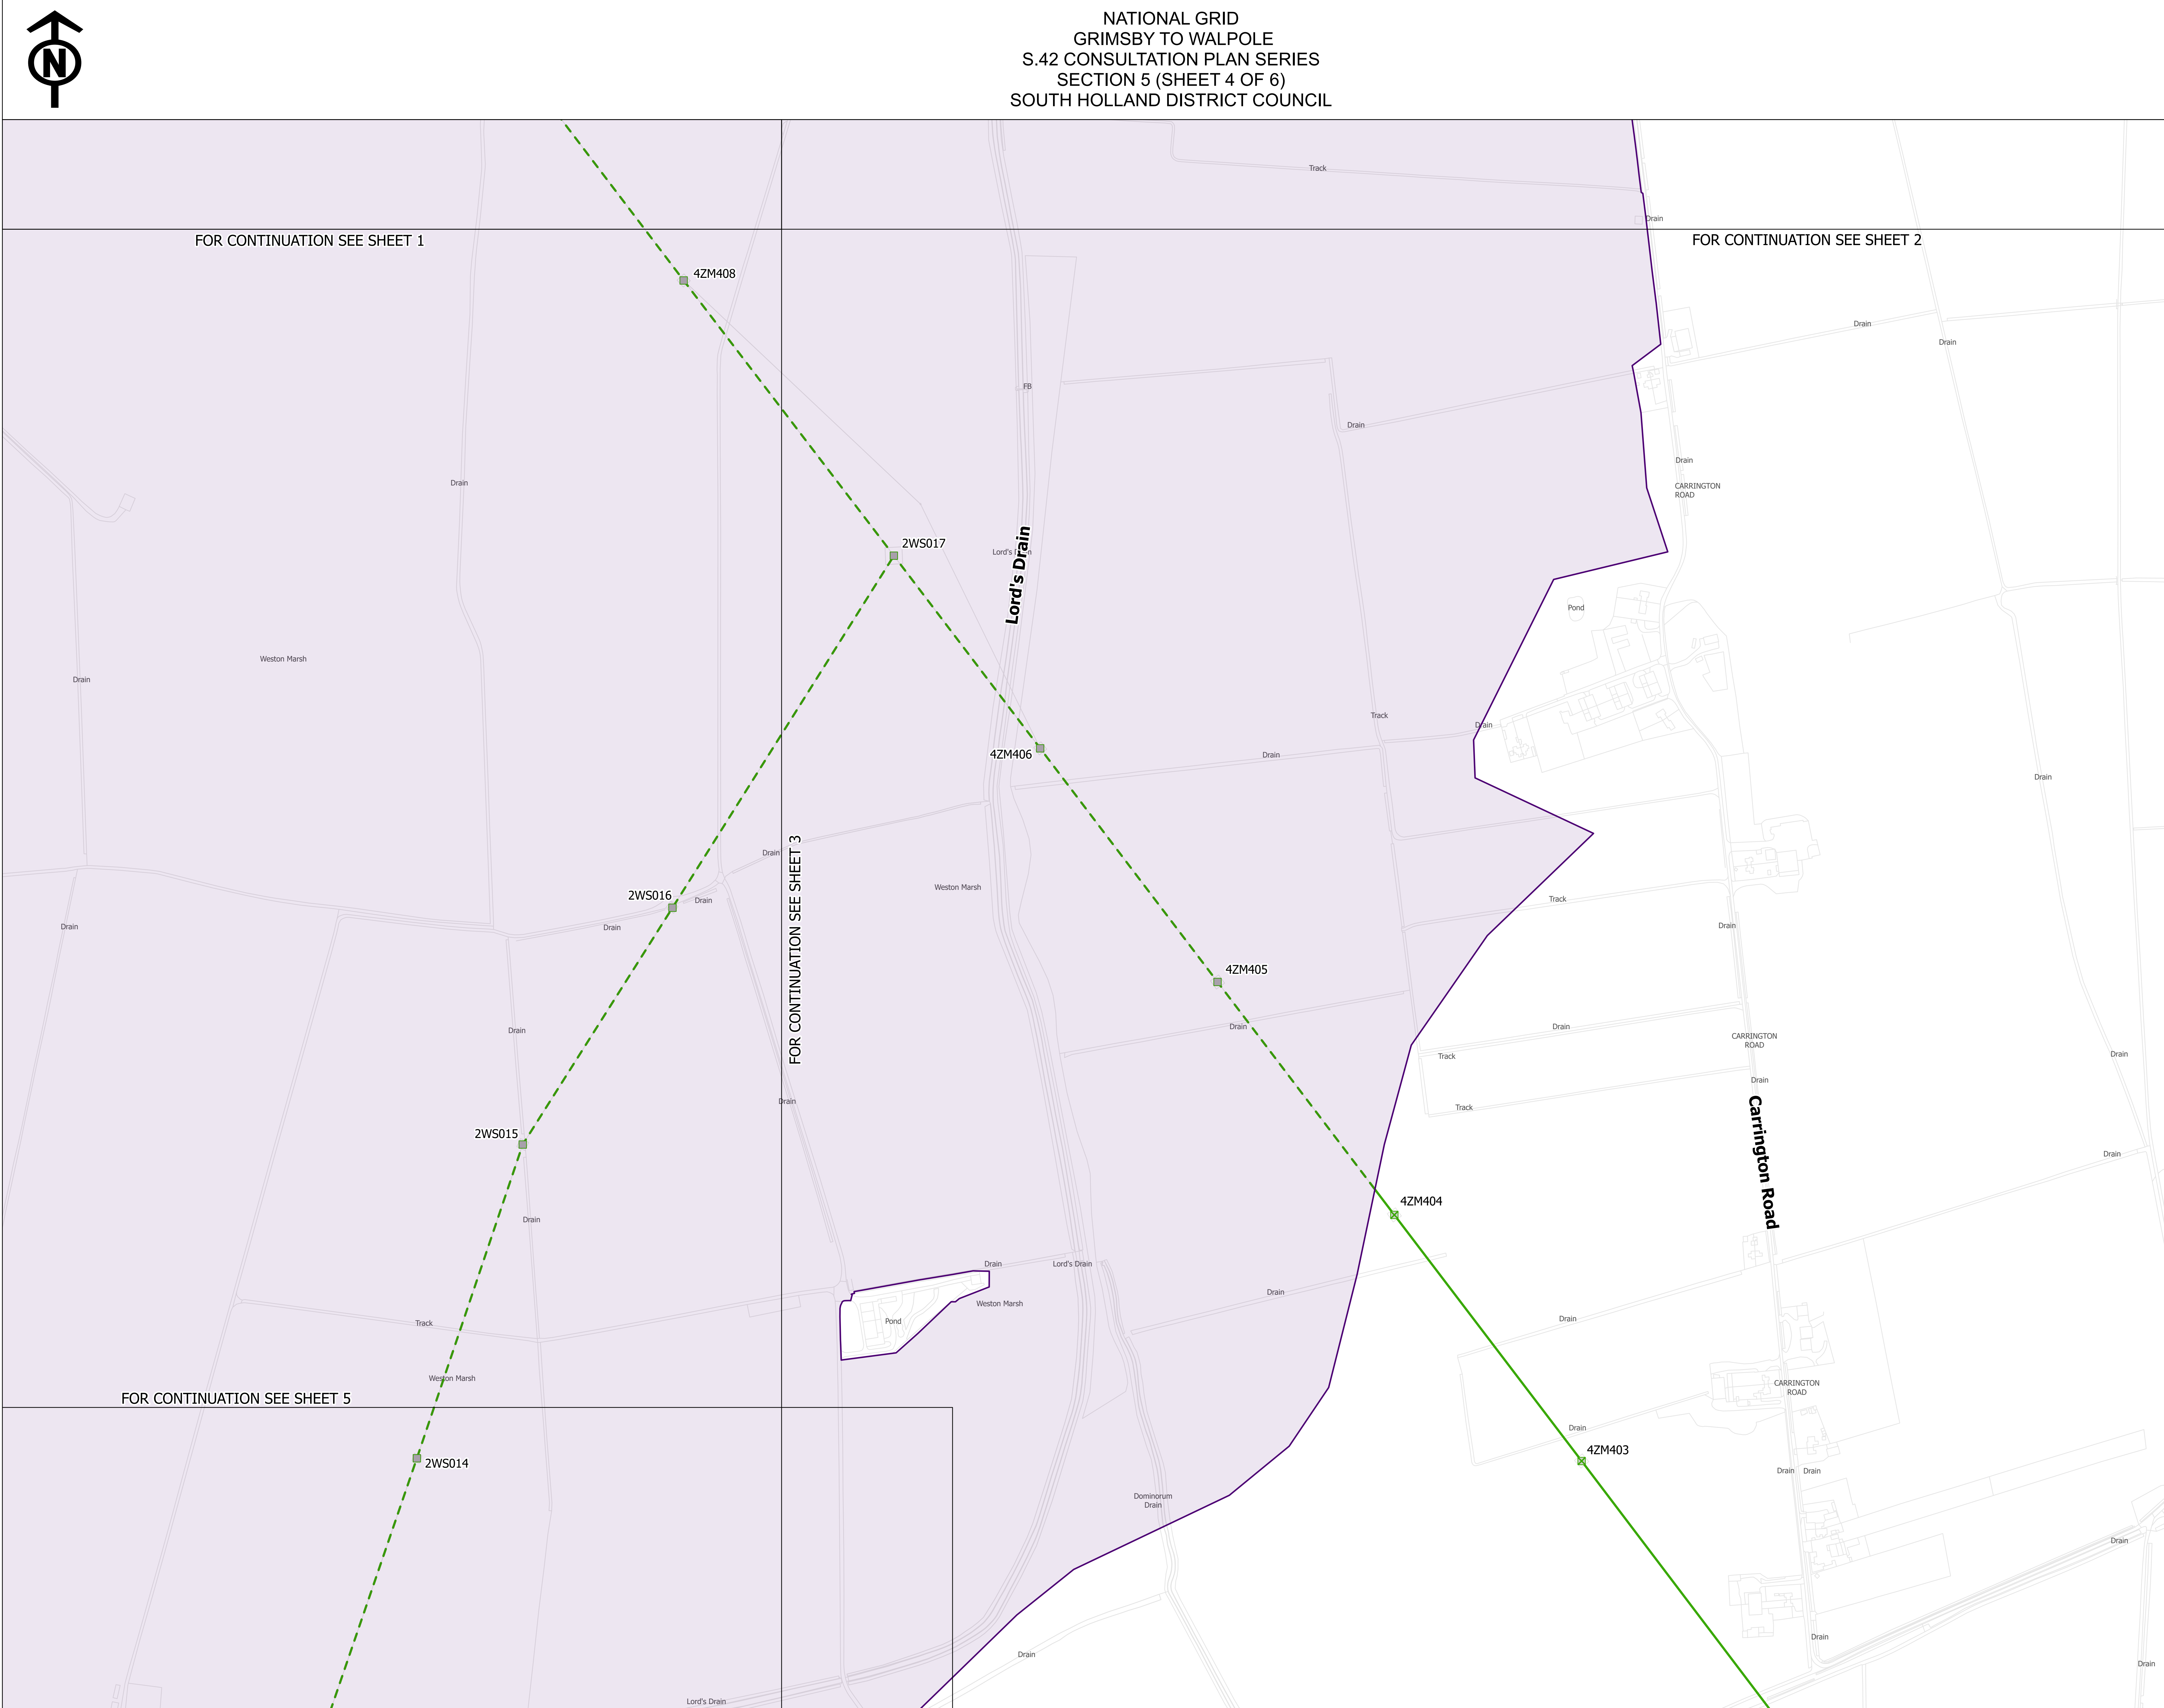 N
NATIONAL GRID
GRIMSBY TO WALPOLE
S.42 CONSULTATION PLAN SERIES
SECTION 5 (SHEET 4 OF 6)
SOUTH HOLLAND DISTRICT COUNCIL
Track
Drain
FOR CONTINUATION SEE SHEET 1
FOR CONTINUATION SEE SHEET 2
4ZM408
Drain
Drain
FB
Drain
Drain
Drain
CARRINGTON
ROAD
2WS017
Lord's Drain
Lord's Drain
Pond
Weston Marsh
Drain
Track
Drain
4ZM406
Drain
Drain
FOR CONTINUATION SEE SHEET 3
Drain
Weston Marsh
2WS016
Drain
Track
Drain
Drain
Drain
4ZM405
Drain
Drain
Drain
CARRINGTON
ROAD
Track
Drain
Drain
Drain
Track
Carrington Road
2WS015
Drain
Drain
4ZM404
Drain
Lord's Drain
Drain
Weston Marsh
Pond
Drain
Track
Weston Marsh
CARRINGTON
ROAD
FOR CONTINUATION SEE SHEET 5
Drain
4ZM403
2WS014
Drain
Drain
Dominorum
Drain
Drain
Drain
Drain
Drain
Lord's Drain